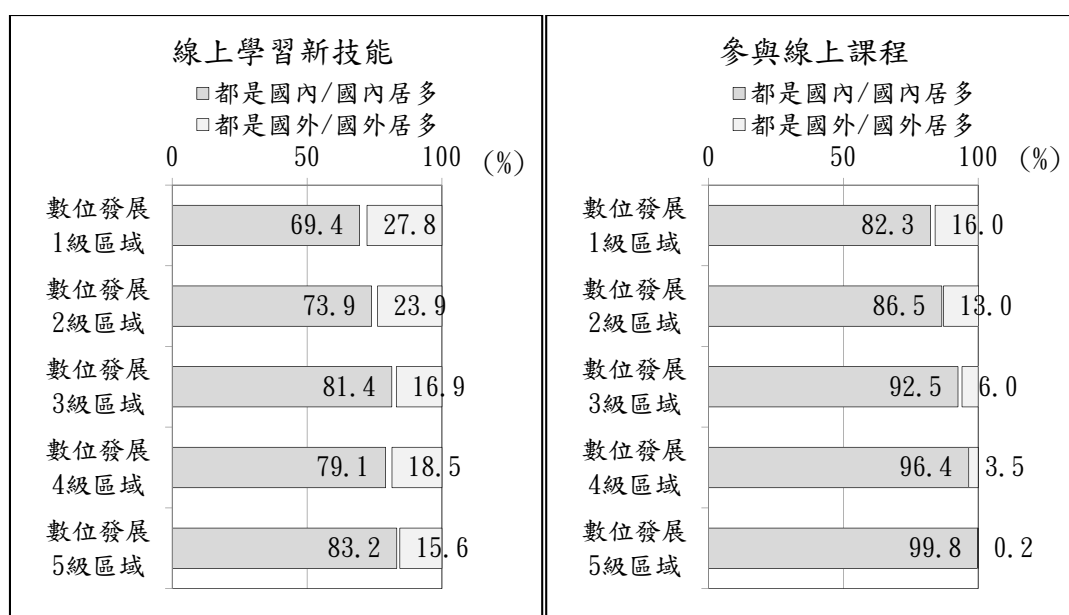 線上學習新技能
都是國內/國內居多
都是國外/國外居多
0 50 100 (%)
數位發展
1級區域
69.4 27.8
數位發展
2級區域
73.9 23.9
數位發展
3級區域
81.4 16.9
數位發展
4級區域
79.1 18.5
數位發展
5級區域
83.2 15.6
參與線上課程
都是國內/國內居多
都是國外/國外居多
0 50 100 (%)
數位發展
1級區域
82.3 16.0
數位發展
2級區域
86.5 13.0
數位發展
3級區域
92.5 6.0
數位發展
4級區域
96.4 3.5
數位發展
5級區域
99.8 0.2